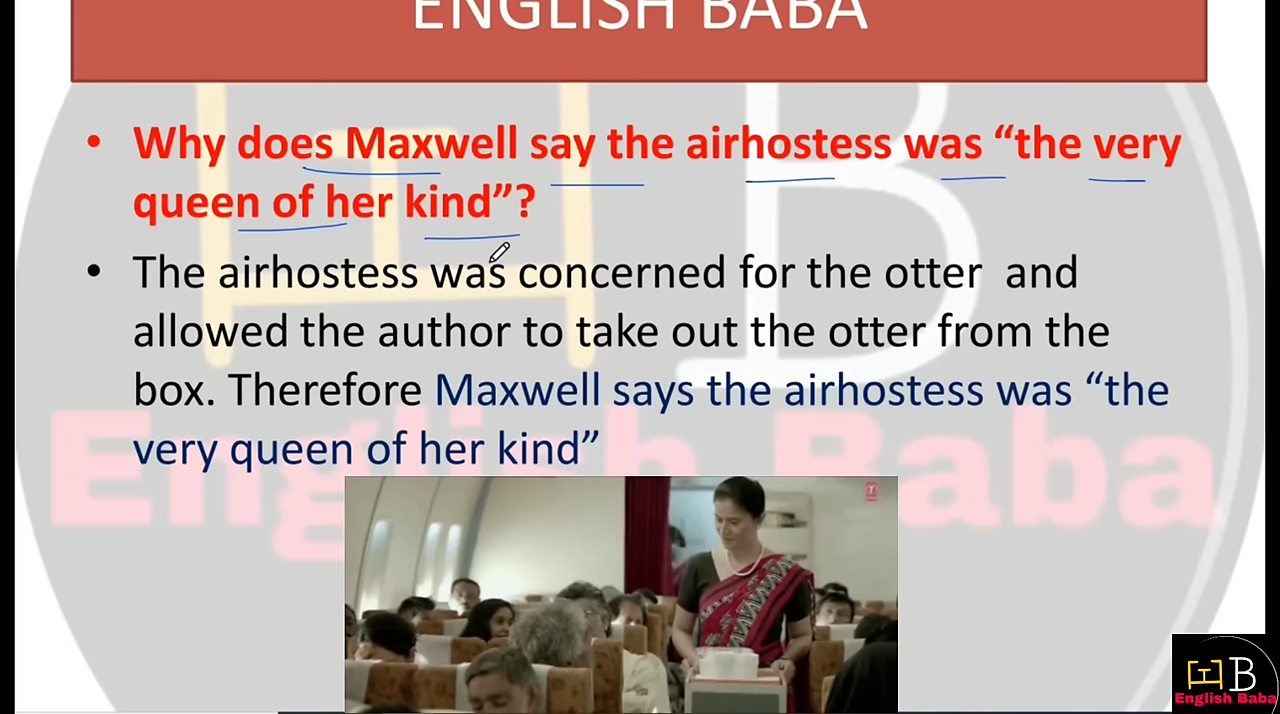 ENGLISH BABA
• Why does Maxwell say the airhostess was “the very
queen of her kind”?
• The airhostess was concerned for the otter and
allowed the author to take out the otter from the
box. Therefore Maxwell says the airhostess was “the
very queen of her kind”
English Baba
T
B
English Baba